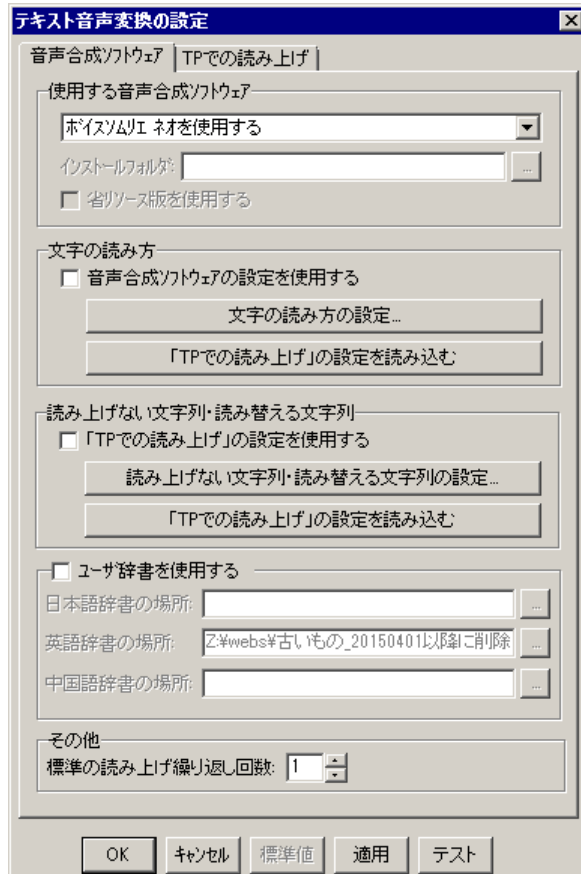 テキスト音声変換の設定
音声合成ソフトウェア
TPでの読み上げ
使用する音声合成ソフトウェア
ボイスソムリエ ネオを使用する
インストールフォルダ:
...
省リソース版を使用する
文字の読み方
音声合成ソフトウェアの設定を使用する
文字の読み方の設定...
「TPでの読み上げ」の設定を読み込む
読み上げない文字列・読み替える文字列
「TPでの読み上げ」の設定を使用する
読み上げない文字列・読み替える文字列の設定...
「TPでの読み上げ」の設定を読み込む
ユーザ辞書を使用する
日本語辞書の場所:
...
英語辞書の場所: Z:¥webs¥古いもの_20150401以降に削除
...
中国語辞書の場所:
...
その他
標準の読み上げ繰り返し回数: 1
OK キャンセル 標準値 適用 テスト